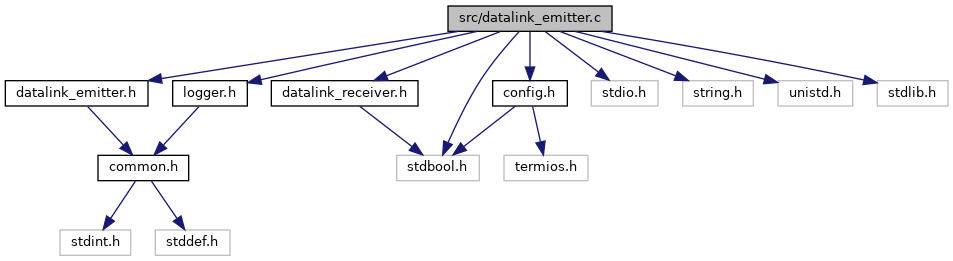 src/datalink_emitter.c
datalink_emitter.h
logger.h
datalink_receiver.h
config.h
stdio.h
string.h
unistd.h
stdlib.h
common.h
stdbool.h
termios.h
stdint.h
stddef.h